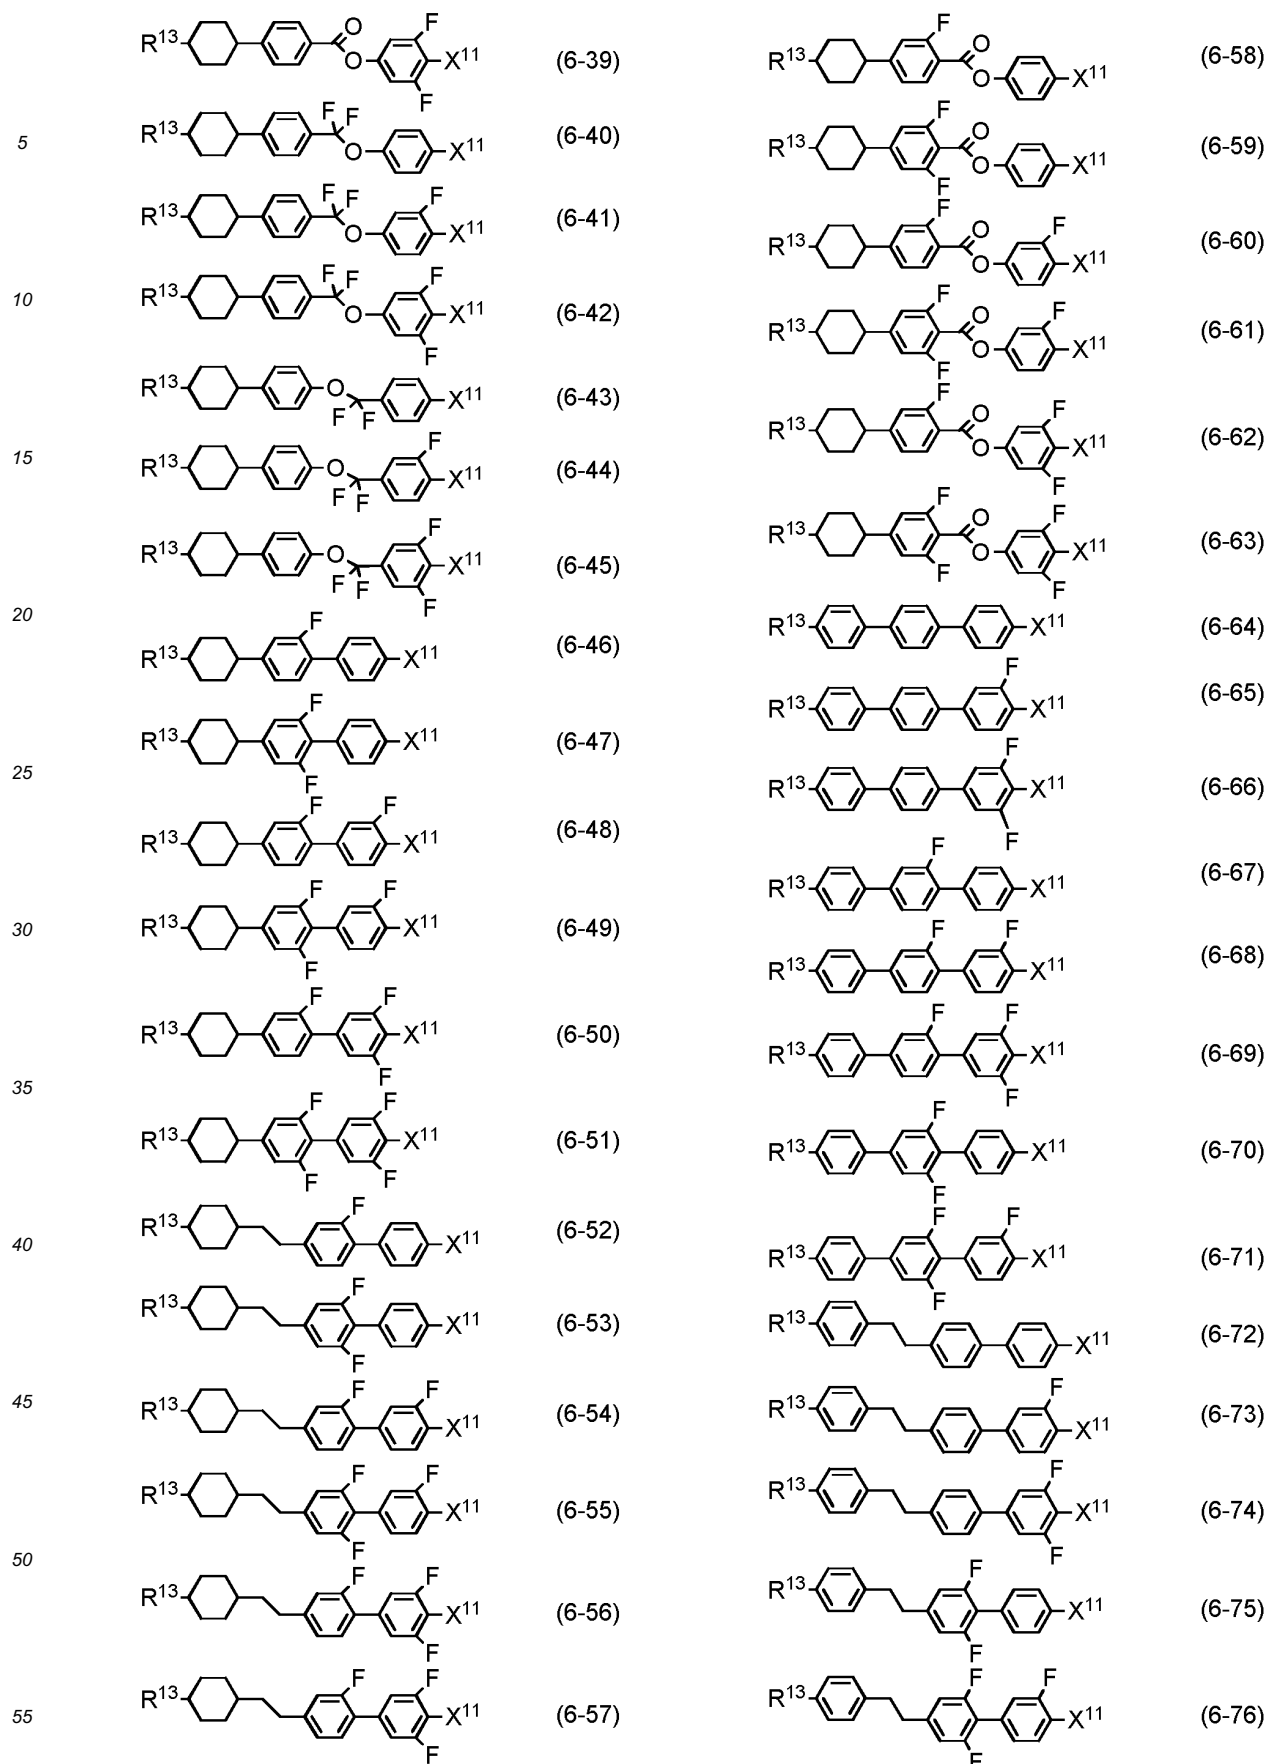 O F
R¹³ O X¹¹ (6-39)
F
F F
5 R¹³ O X¹¹ (6-40)
F F F
R¹³ O X¹¹ (6-41)
F F F
10 R¹³ O X¹¹ (6-42)
F
R¹³ O X¹¹ (6-43)
F F
F
15 R¹³ O X¹¹ (6-44)
F F
F
R¹³ O X¹¹ (6-45)
F F F
20 F
R¹³ X¹¹ (6-46)
F
R¹³ X¹¹ (6-47)
25 F
F F
R¹³ X¹¹ (6-48)
F F
30 R¹³ X¹¹ (6-49)
F
F F
R¹³ X¹¹ (6-50)
F
35
F F
R¹³ X¹¹ (6-51)
F F
F
40 R¹³ X¹¹ (6-52)
F
R¹³ X¹¹ (6-53)
F
F F
45 R¹³ X¹¹ (6-54)
F F
R¹³ X¹¹ (6-55)
F
50
F F
R¹³ X¹¹ (6-56)
F
F F
55 R¹³ X¹¹ (6-57)
F
F O
R¹³ O X¹¹ (6-58)
F O
R¹³ O X¹¹ (6-59)
F
F O F
R¹³ O X¹¹ (6-60)
F O F
R¹³ O X¹¹ (6-61)
F
F O F
R¹³ O X¹¹ (6-62)
F
F O F
R¹³ O X¹¹ (6-63)
F F
R¹³ X¹¹ (6-64)
F
R¹³ X¹¹ (6-65)
F
R¹³ X¹¹ (6-66)
F
F
R¹³ X¹¹ (6-67)
F F
R¹³ X¹¹ (6-68)
F F
R¹³ X¹¹ (6-69)
F
F
R¹³ X¹¹ (6-70)
F
F F
R¹³ X¹¹ (6-71)
F
R¹³ X¹¹ (6-72)
F
R¹³ X¹¹ (6-73)
F
R¹³ X¹¹ (6-74)
F
F
R¹³ X¹¹ (6-75)
F
F F
R¹³ X¹¹ (6-76)
F